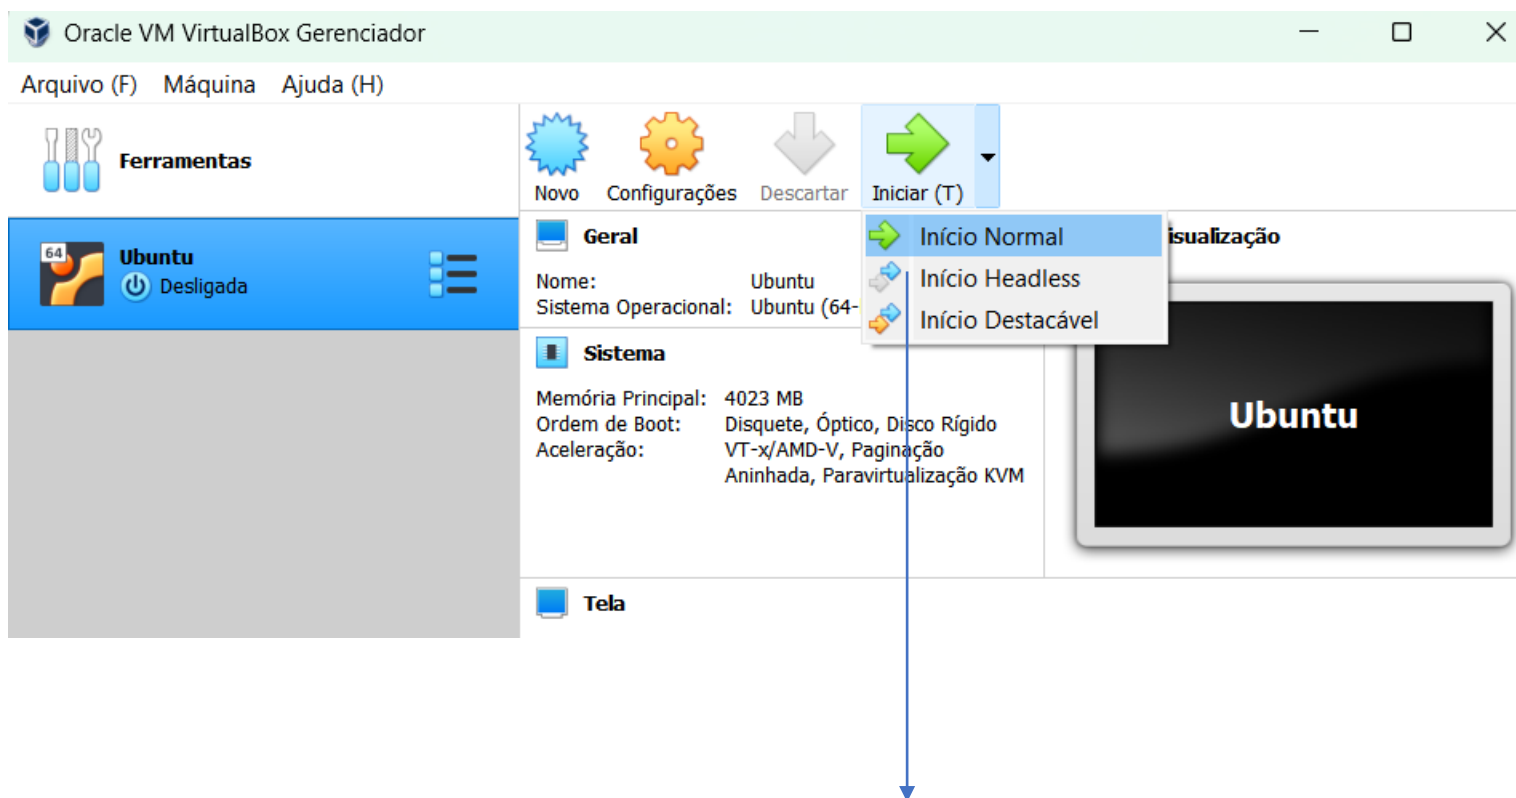 Oracle VM VirtualBox Gerenciador
Arquivo (F) Máquina Ajuda (H)
Ferramentas
Novo Configurações Descartar Iniciar (T)
64
Ubuntu
Desligada
Início Normal
Início Headless
Início Destacável
Geral
Nome: Ubuntu
Sistema Operacional: Ubuntu (64-
isualização
Ubuntu
Sistema
Memória Principal: 4023 MB
Ordem de Boot: Disquete, Óptico, Disco Rígido
Aceleração: VT-x/AMD-V, Paginação
Aninhada, Paravirtualização KVM
Tela